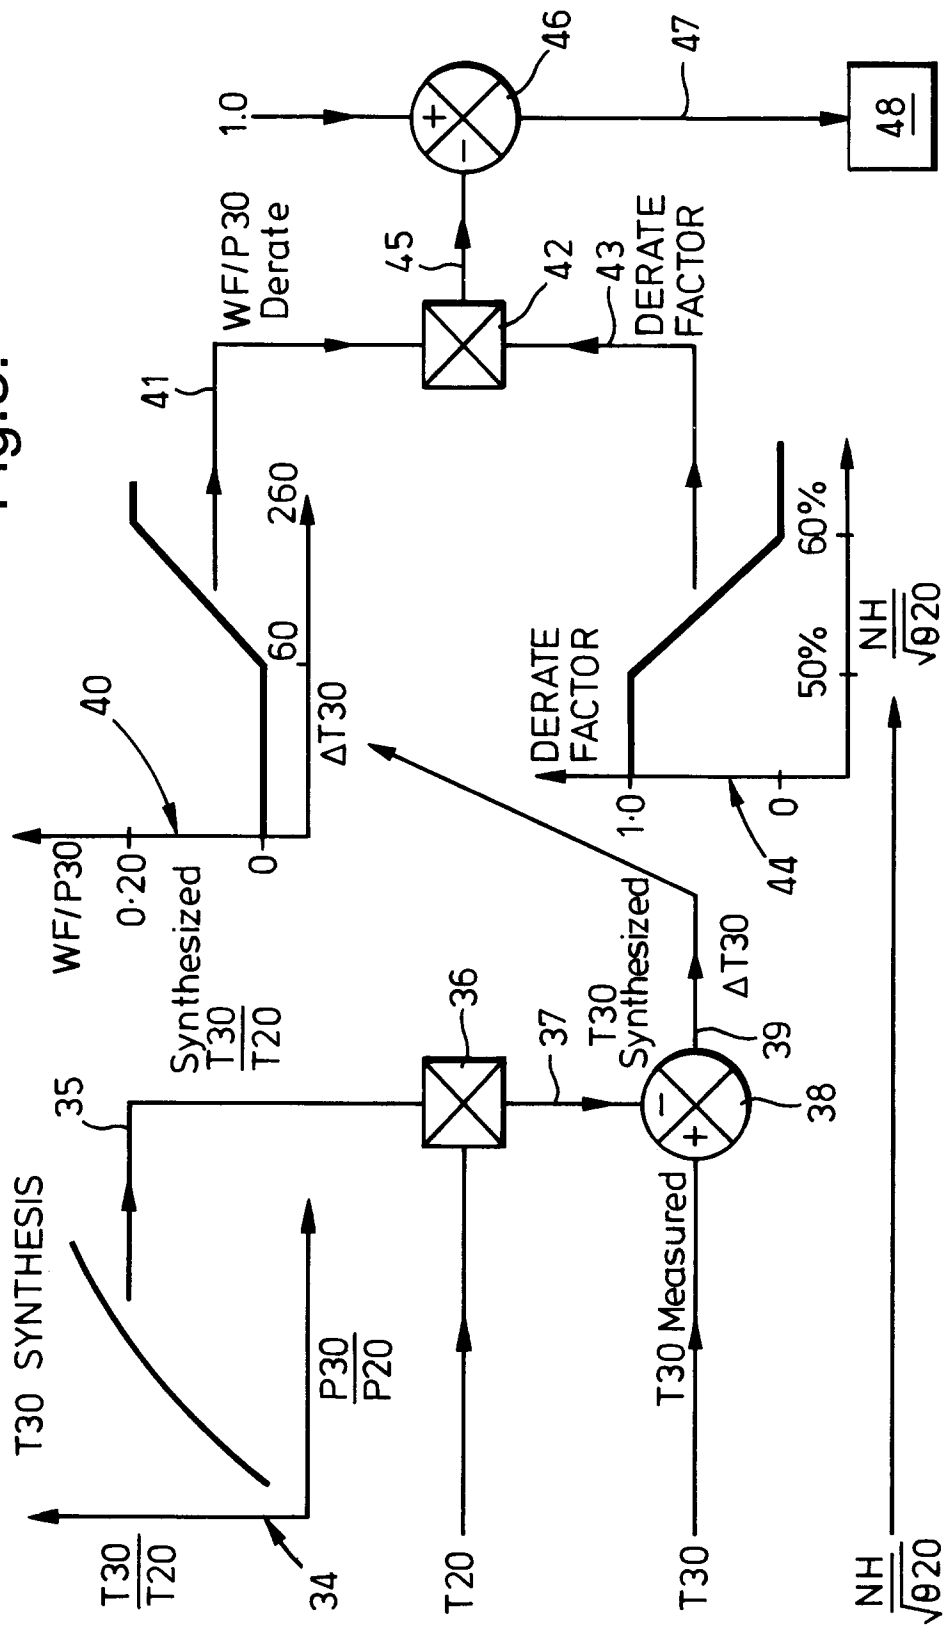 T30 SYNTHESIS
T30
T20
34
P30
P20
35
Synthesized
T30
T20
WF/P30
0·20
0
40
60
260
ΔT30
41
WF/P30
Derate
1.0
T20
36
37
T30
Synthesized
42
45
+
-
46
47
48
T30
T30 Measured
+
-
38
39
ΔT30
DERATE
FACTOR
1·0
0
44
50%
60%
NH
√θ20
43
DERATE
FACTOR
NH
√θ20